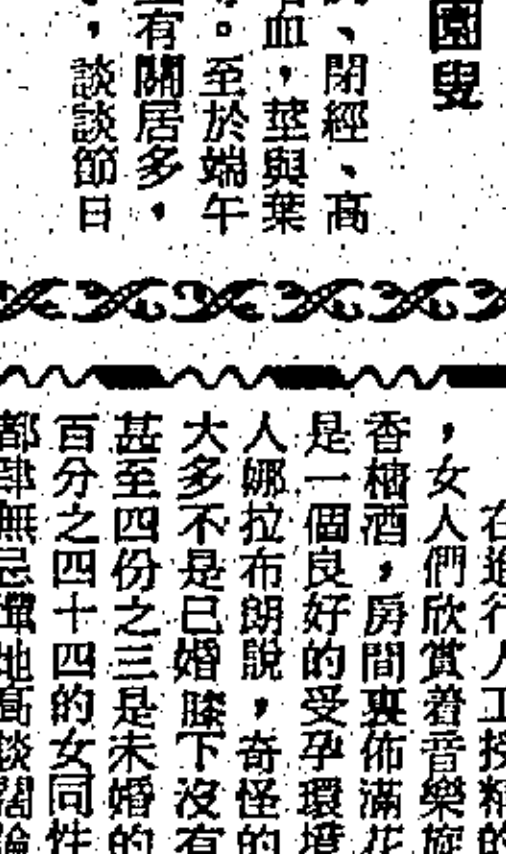 園叟
、閉經、高
血，莖與葉
。至於端午
有關居多，
，談談節日
在進行人工授精的
，女人們欣賞着音樂旋
香檳酒，房間裏佈滿花
是一個良好的受孕環境
人娜拉布朗說，奇怪的
大多不是已婚膝下沒有
甚至四份之三是未婚的
百分之四十四的女同性
都肆無忌憚地高談闊論